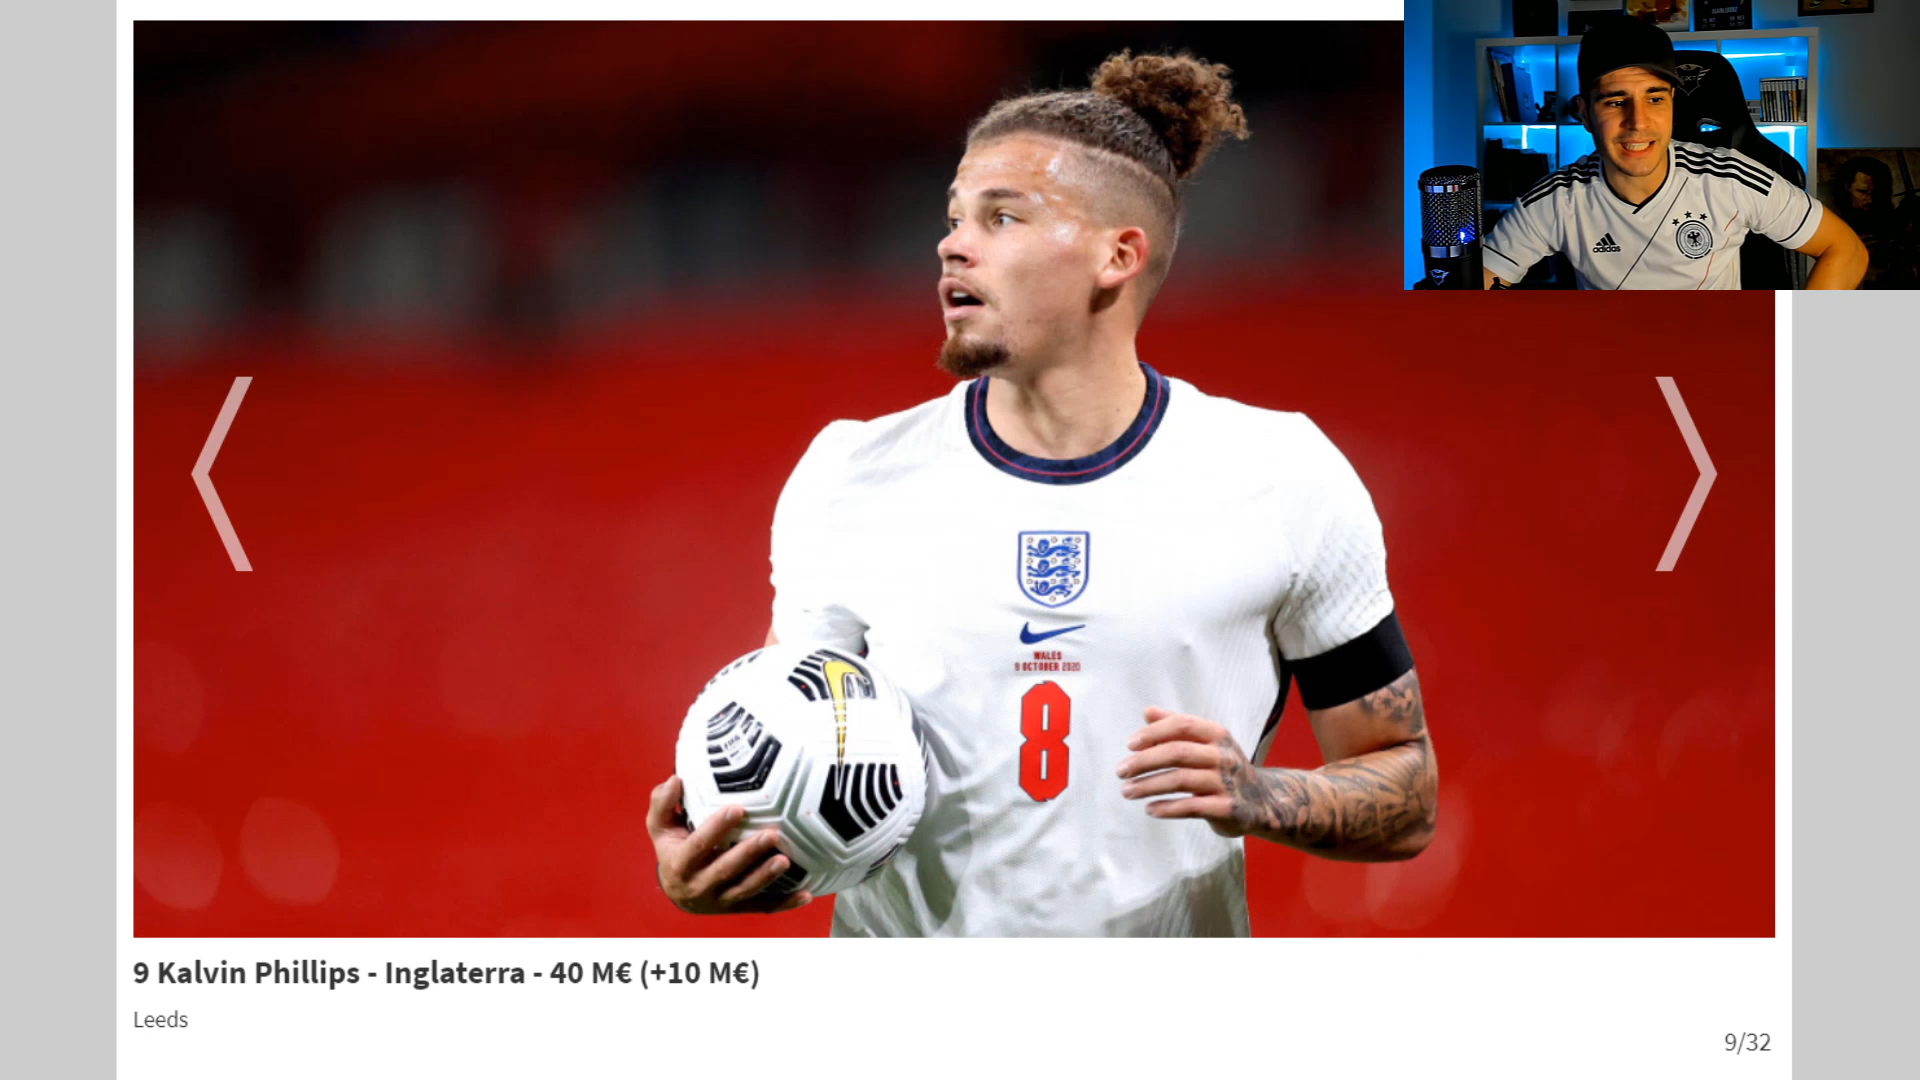 WALES
9 OCTOBER 2020
8
adidas
9 Kalvin Phillips - Inglaterra - 40 M€ (+10 M€)
Leeds
9/32